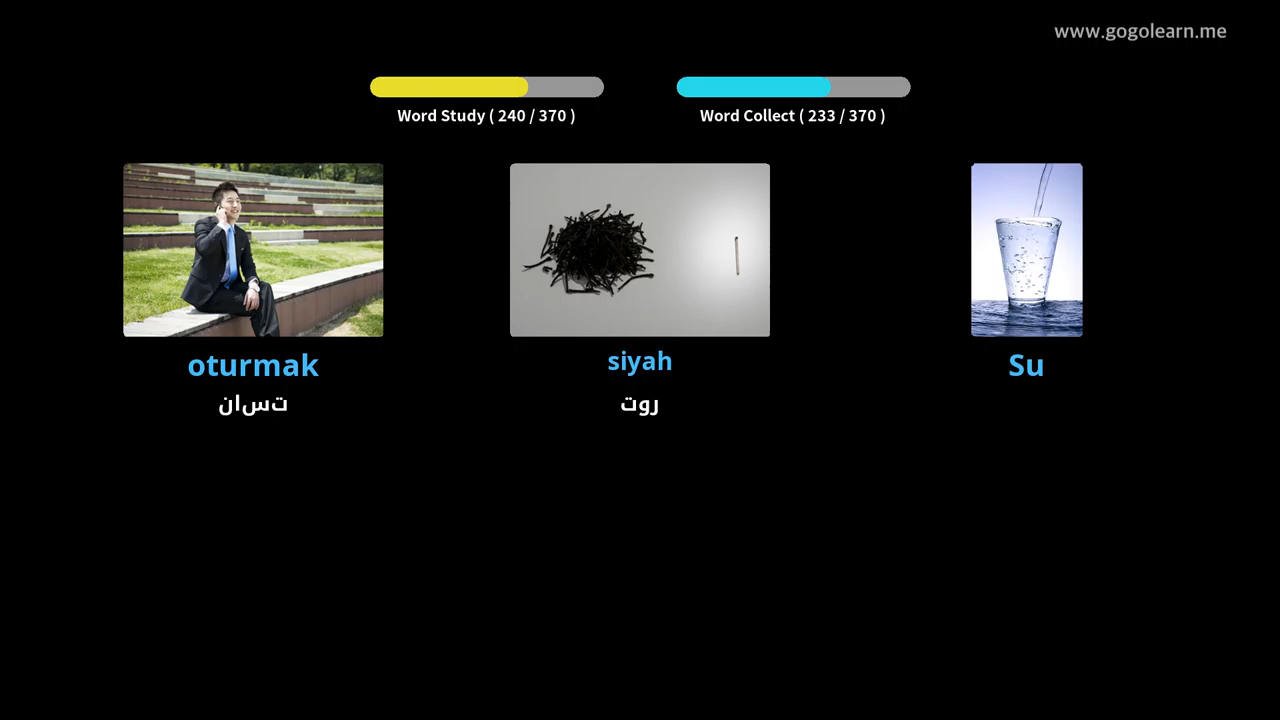 www.gogolearn.me
Word Study ( 240 / 370 )
Word Collect ( 233 / 370 )
oturmak
siyah
Su
تسان
روت